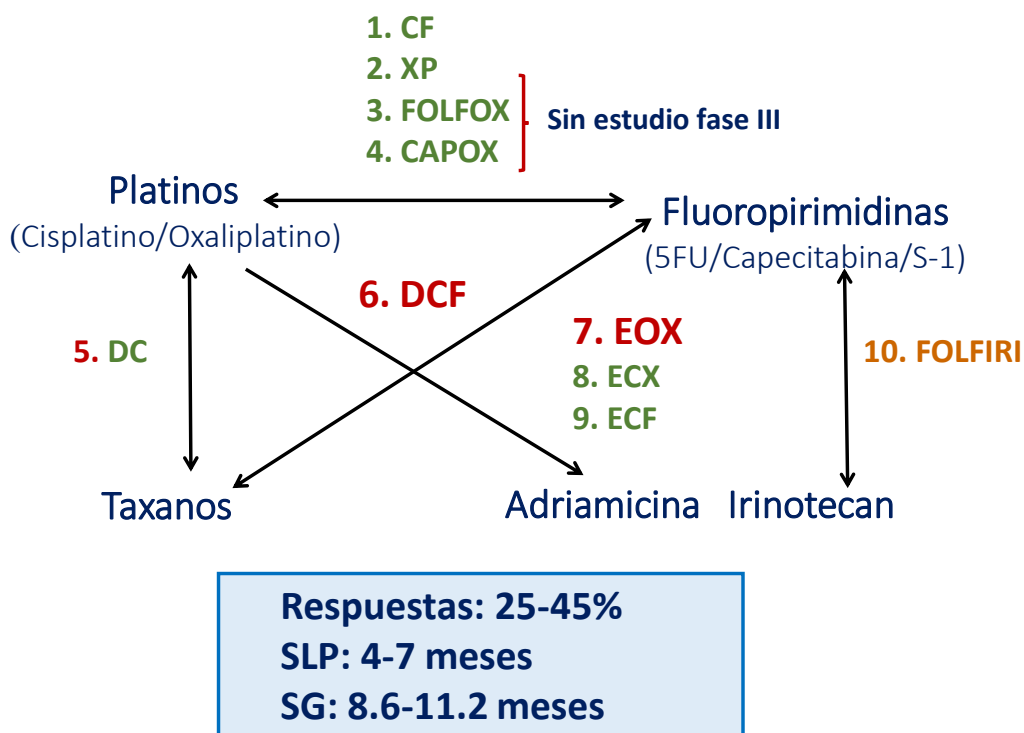 1. CF
2. XP
3. FOLFOX
4. CAPOX
Sin estudio fase III
Platinos
(Cisplatino/Oxaliplatino)
Fluoropirimidinas
(5FU/Capecitabina/S-1)
6. DCF
5. DC
7. EOX
8. ECX
9. ECF
10. FOLFIRI
Taxanos
Adriamicina
Irinotecan
Respuestas: 25-45%
SLP: 4-7 meses
SG: 8.6-11.2 meses